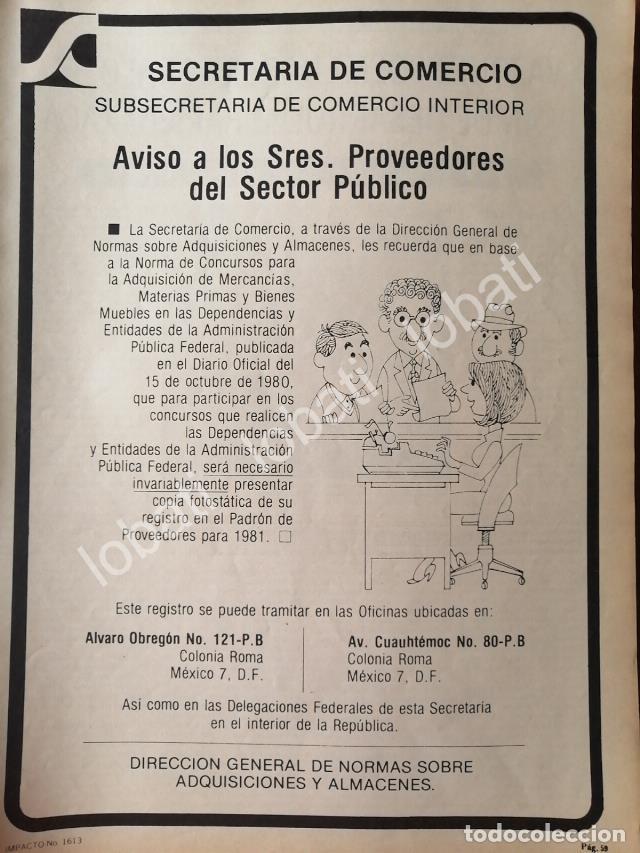 SECRETARIA DE COMERCIO
SUBSECRETARIA DE COMERCIO INTERIOR
Aviso a los Sres. Proveedores
del Sector Público
■ La Secretaría de Comercio, a través de la Dirección General de
Normas sobre Adquisiciones y Almacenes, les recuerda que en base
a la Norma de Concursos para
la Adquisición de Mercancías,
Materias Primas y Bienes
Muebles en las Dependencias y
Entidades de la Administración
Pública Federal, publicada
en el Diario Oficial del
15 de octubre de 1980,
que para participar en los
concursos que realicen
las Dependencias
y Entidades de la Administración
Pública Federal, será necesario
invariablemente presentar
copia fotostática de su
registro en el Padrón de
Proveedores para 1981. □
Este registro se puede tramitar en las Oficinas ubicadas en:
Alvaro Obregón No. 121-P.B
Colonia Roma
México 7, D.F.
Av. Cuauhtémoc No. 80-P.B
Colonia Roma
México 7, D.F.
Así como en las Delegaciones Federales de esta Secretaria
en el interior de la República.
DIRECCION GENERAL DE NORMAS SOBRE
ADQUISICIONES Y ALMACENES.
IMPACTO No. 1613
Pág. 59
lobati lobati lobati
lobati
todocoleccion